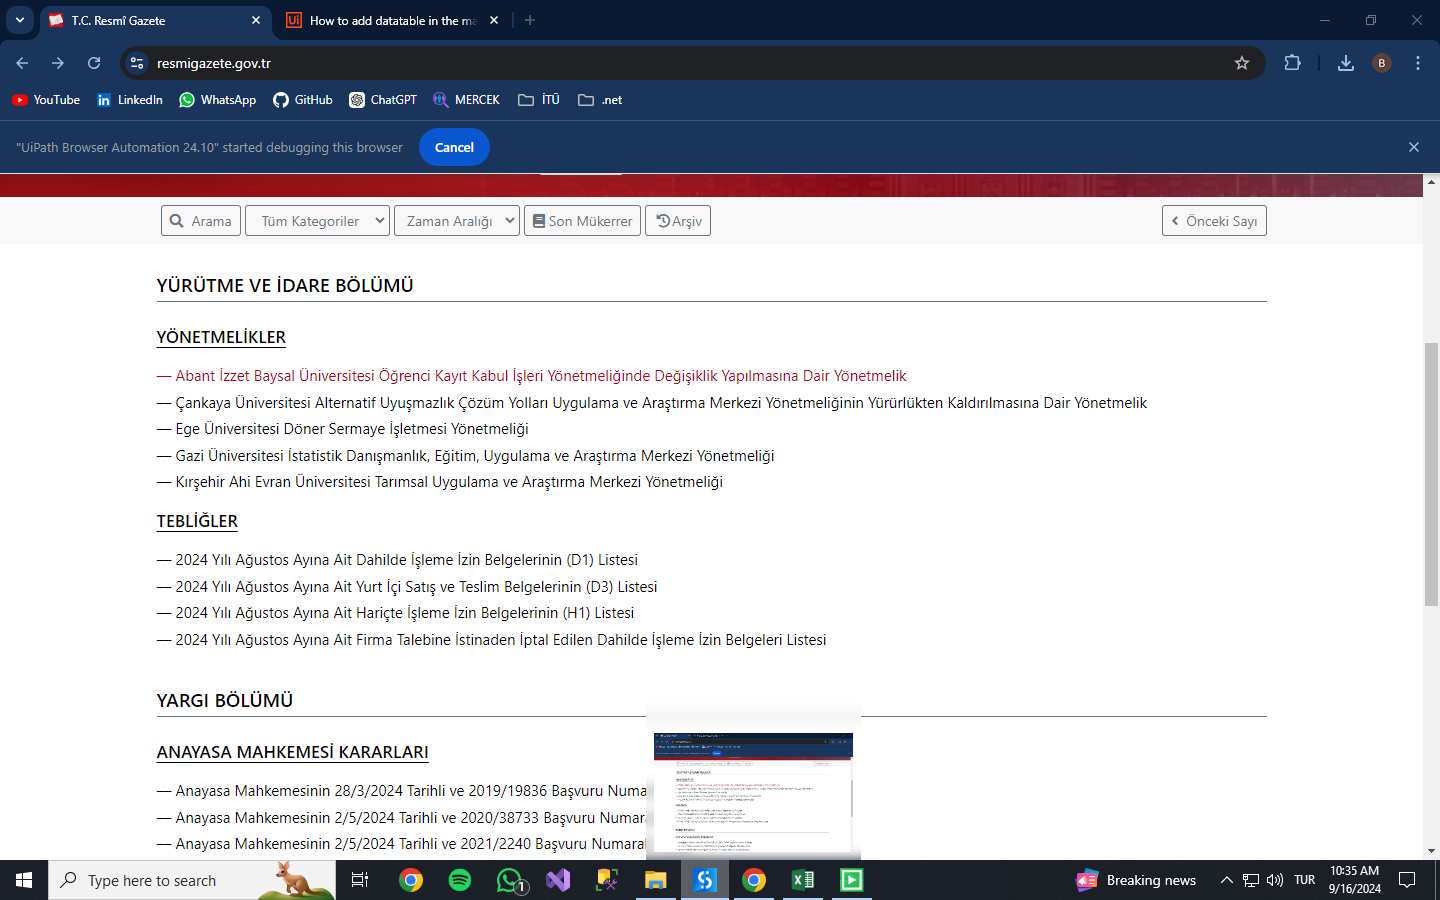 T.C. Resmî Gazete
How to add datatable in the ma
resmigazete.gov.tr
B
YouTube
LinkedIn
WhatsApp
GitHub
ChatGPT
MERCEK
İTÜ
.net
"UiPath Browser Automation 24.10" started debugging this browser
Cancel
Arama
Tüm Kategoriler
Zaman Aralığı
Son Mükerrer
Arşiv
Önceki Sayı
YÜRÜTME VE İDARE BÖLÜMÜ
YÖNETMELİKLER
— Abant İzzet Baysal Üniversitesi Öğrenci Kayıt Kabul İşleri Yönetmeliğinde Değişiklik Yapılmasına Dair Yönetmelik
— Çankaya Üniversitesi Alternatif Uyuşmazlık Çözüm Yolları Uygulama ve Araştırma Merkezi Yönetmeliğinin Yürürlükten Kaldırılmasına Dair Yönetmelik
— Ege Üniversitesi Döner Sermaye İşletmesi Yönetmeliği
— Gazi Üniversitesi İstatistik Danışmanlık, Eğitim, Uygulama ve Araştırma Merkezi Yönetmeliği
— Kırşehir Ahi Evran Üniversitesi Tarımsal Uygulama ve Araştırma Merkezi Yönetmeliği
TEBLİĞLER
— 2024 Yılı Ağustos Ayına Ait Dahilde İşleme İzin Belgelerinin (D1) Listesi
— 2024 Yılı Ağustos Ayına Ait Yurt İçi Satış ve Teslim Belgelerinin (D3) Listesi
— 2024 Yılı Ağustos Ayına Ait Hariçte İşleme İzin Belgelerinin (H1) Listesi
— 2024 Yılı Ağustos Ayına Ait Firma Talebine İstinaden İptal Edilen Dahilde İşleme İzin Belgeleri Listesi
YARGI BÖLÜMÜ
ANAYASA MAHKEMESİ KARARLARI
— Anayasa Mahkemesinin 28/3/2024 Tarihli ve 2019/19836 Başvuru Numa
— Anayasa Mahkemesinin 2/5/2024 Tarihli ve 2020/38733 Başvuru Numar
— Anayasa Mahkemesinin 2/5/2024 Tarihli ve 2021/2240 Başvuru Numara
Type here to search
1
Breaking news
TUR
10:35 AM
9/16/2024